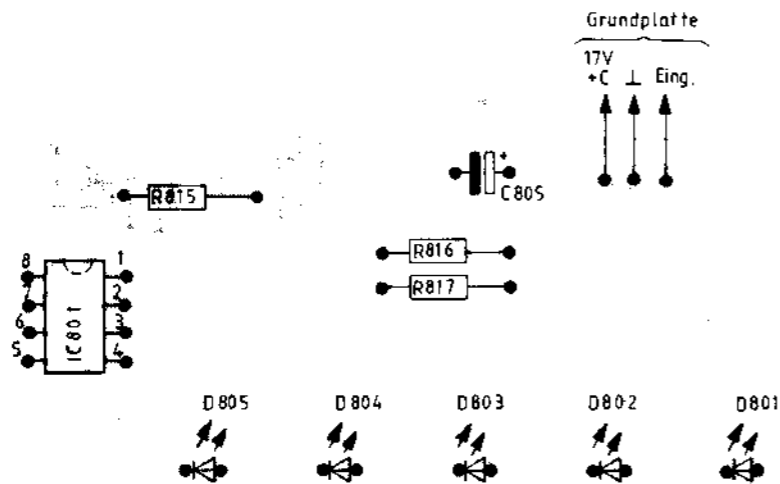 Grundplatte
17V
+C ⊥ Eing.
+
C805
R815
R816
R817
8 1
7 2
6 3
5 4
IC801
D805 D804 D803 D802 D801